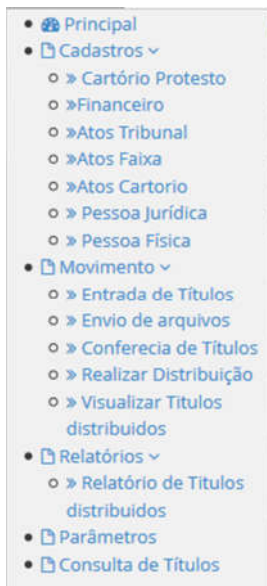 Principal
Cadastros
» Cartório Protesto
»Financeiro
»Atos Tribunal
»Atos Faixa
»Atos Cartorio
» Pessoa Jurídica
» Pessoa Física
Movimento
» Entrada de Títulos
» Envio de arquivos
» Conferecia de Títulos
» Realizar Distribuição
» Visualizar Titulos
distribuidos
Relatórios
» Relatório de Titulos
distribuidos
Parâmetros
Consulta de Títulos